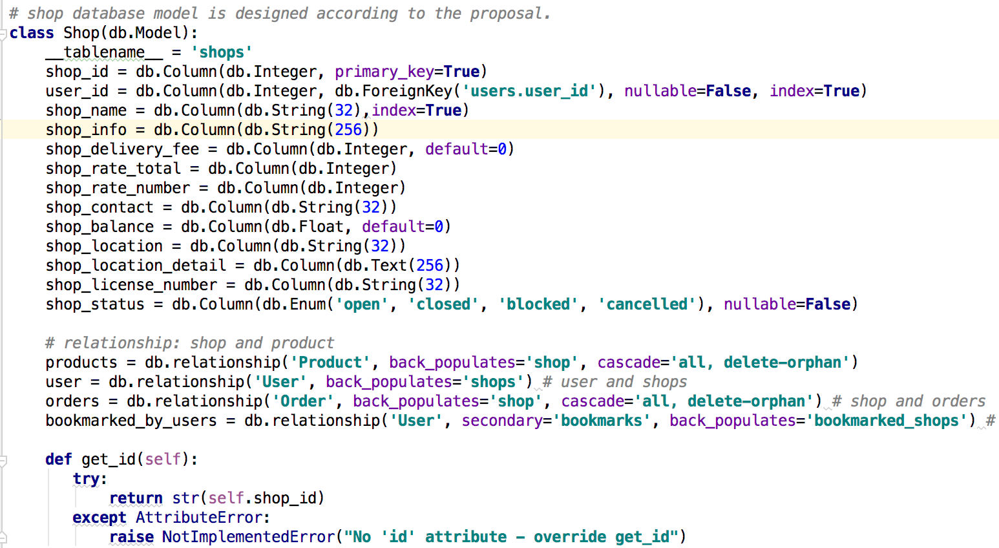 # shop database model is designed according to the proposal.
class Shop(db.Model):
    __tablename__ = 'shops'
    shop_id = db.Column(db.Integer, primary_key=True)
    user_id = db.Column(db.Integer, db.ForeignKey('users.user_id'), nullable=False, index=True)
    shop_name = db.Column(db.String(32),index=True)
    shop_info = db.Column(db.String(256))
    shop_delivery_fee = db.Column(db.Integer, default=0)
    shop_rate_total = db.Column(db.Integer)
    shop_rate_number = db.Column(db.Integer)
    shop_contact = db.Column(db.String(32))
    shop_balance = db.Column(db.Float, default=0)
    shop_location = db.Column(db.String(32))
    shop_location_detail = db.Column(db.Text(256))
    shop_license_number = db.Column(db.String(32))
    shop_status = db.Column(db.Enum('open', 'closed', 'blocked', 'cancelled'), nullable=False)

    # relationship: shop and product
    products = db.relationship('Product', back_populates='shop', cascade='all, delete-orphan')
    user = db.relationship('User', back_populates='shops') # user and shops
    orders = db.relationship('Order', back_populates='shop', cascade='all, delete-orphan') # shop and orders
    bookmarked_by_users = db.relationship('User', secondary='bookmarks', back_populates='bookmarked_shops') #

    def get_id(self):
       try:
           return str(self.shop_id)
       except AttributeError:
           raise NotImplementedError("No 'id' attribute - override get_id")